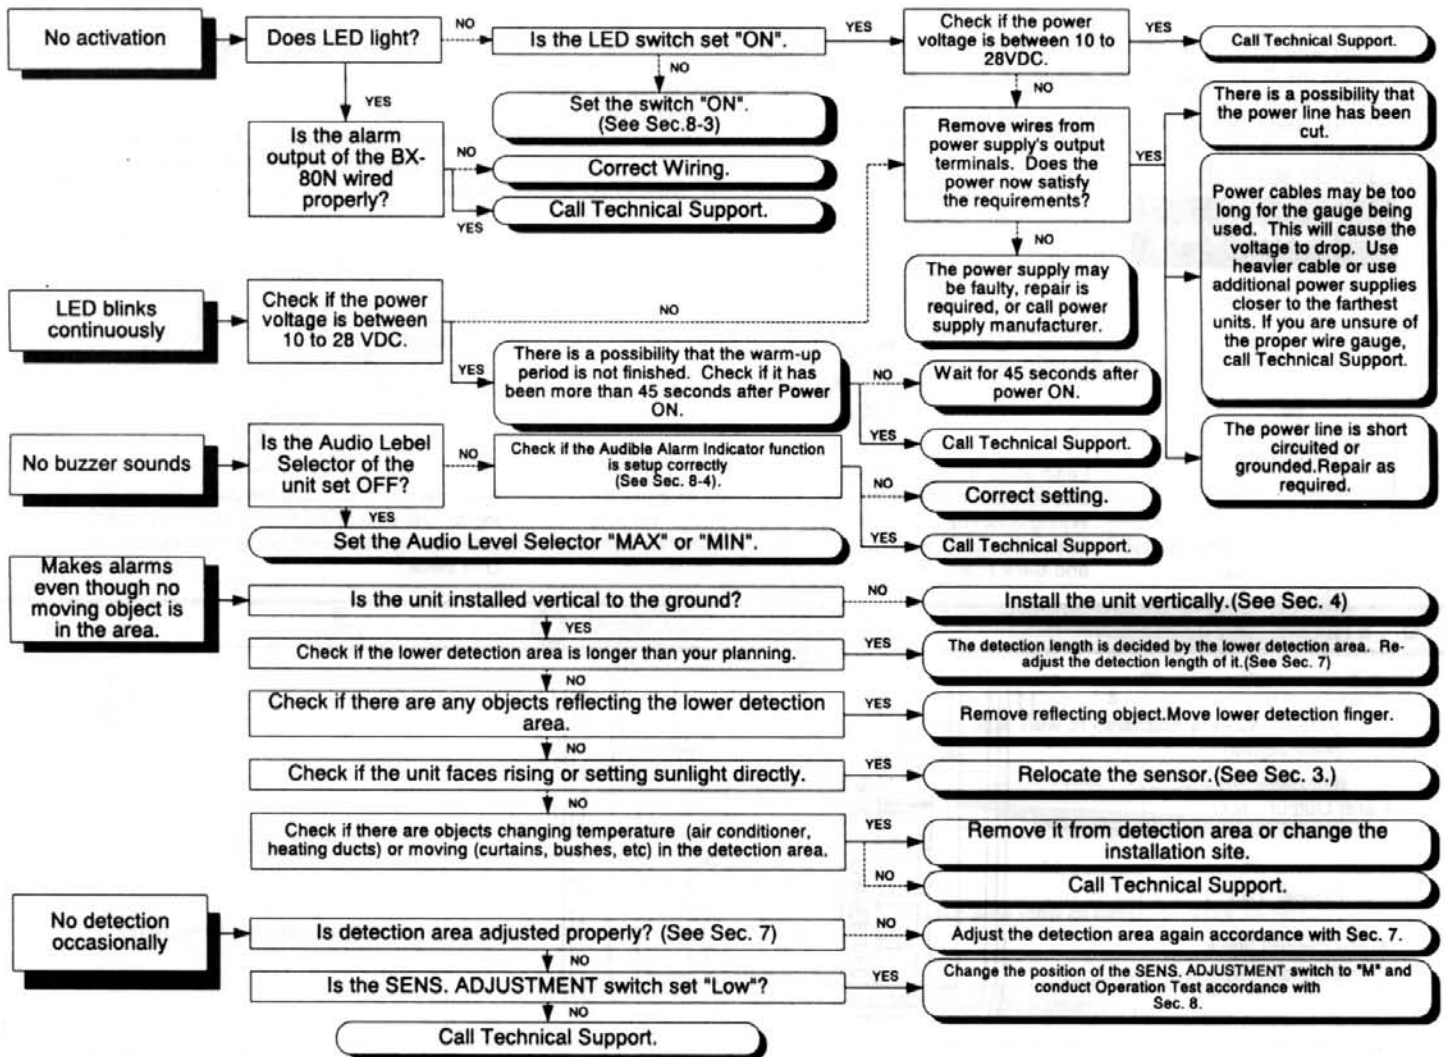 No activation
Does LED light?
NO
Is the LED switch set "ON".
YES
Check if the power
voltage is between 10 to
28VDC.
YES
Call Technical Support.
NO
Set the switch "ON".
(See Sec.8-3)
YES
Is the alarm
output of the BX-
80N wired
properly?
NO
Correct Wiring.
YES
Call Technical Support.
NO
Remove wires from
power supply's output
terminals. Does the
power now satisfy
the requirements?
YES
There is a possibility that
the power line has been
cut.
Power cables may be too
long for the gauge being
used. This will cause the
voltage to drop. Use
heavier cable or use
additional power supplies
closer to the farthest
units. If you are unsure of
the proper wire gauge,
call Technical Support.
The power line is short
circuited or
grounded.Repair as
required.
NO
The power supply may
be faulty, repair is
required, or call power
supply manufacturer.
LED blinks
continuously
Check if the power
voltage is between
10 to 28 VDC.
NO
YES
There is a possibility that the warm-up
period is not finished. Check if it has
been more than 45 seconds after Power
ON.
NO
Wait for 45 seconds after
power ON.
YES
Call Technical Support.
No buzzer sounds
Is the Audio Lebel
Selector of the
unit set OFF?
NO
Check if the Audible Alarm Indicator function
is setup correctly
(See Sec. 8-4).
NO
Correct setting.
YES
Call Technical Support.
YES
Set the Audio Level Selector "MAX" or "MIN".
Makes alarms
even though no
moving object is
in the area.
Is the unit installed vertical to the ground?
NO
Install the unit vertically.(See Sec. 4)
YES
Check if the lower detection area is longer than your planning.
YES
The detection length is decided by the lower detection area. Re-
adjust the detection length of it.(See Sec. 7)
NO
Check if there are any objects reflecting the lower detection
area.
YES
Remove reflecting object.Move lower detection finger.
NO
Check if the unit faces rising or setting sunlight directly.
YES
Relocate the sensor.(See Sec. 3.)
NO
Check if there are objects changing temperature (air conditioner,
heating ducts) or moving (curtains, bushes, etc) in the detection area.
YES
Remove it from detection area or change the
installation site.
NO
Call Technical Support.
No detection
occasionally
Is detection area adjusted properly? (See Sec. 7)
NO
Adjust the detection area again accordance with Sec. 7.
NO
Is the SENS. ADJUSTMENT switch set "Low"?
YES
Change the position of the SENS. ADJUSTMENT switch to "M" and
conduct Operation Test accordance with
Sec. 8.
NO
Call Technical Support.